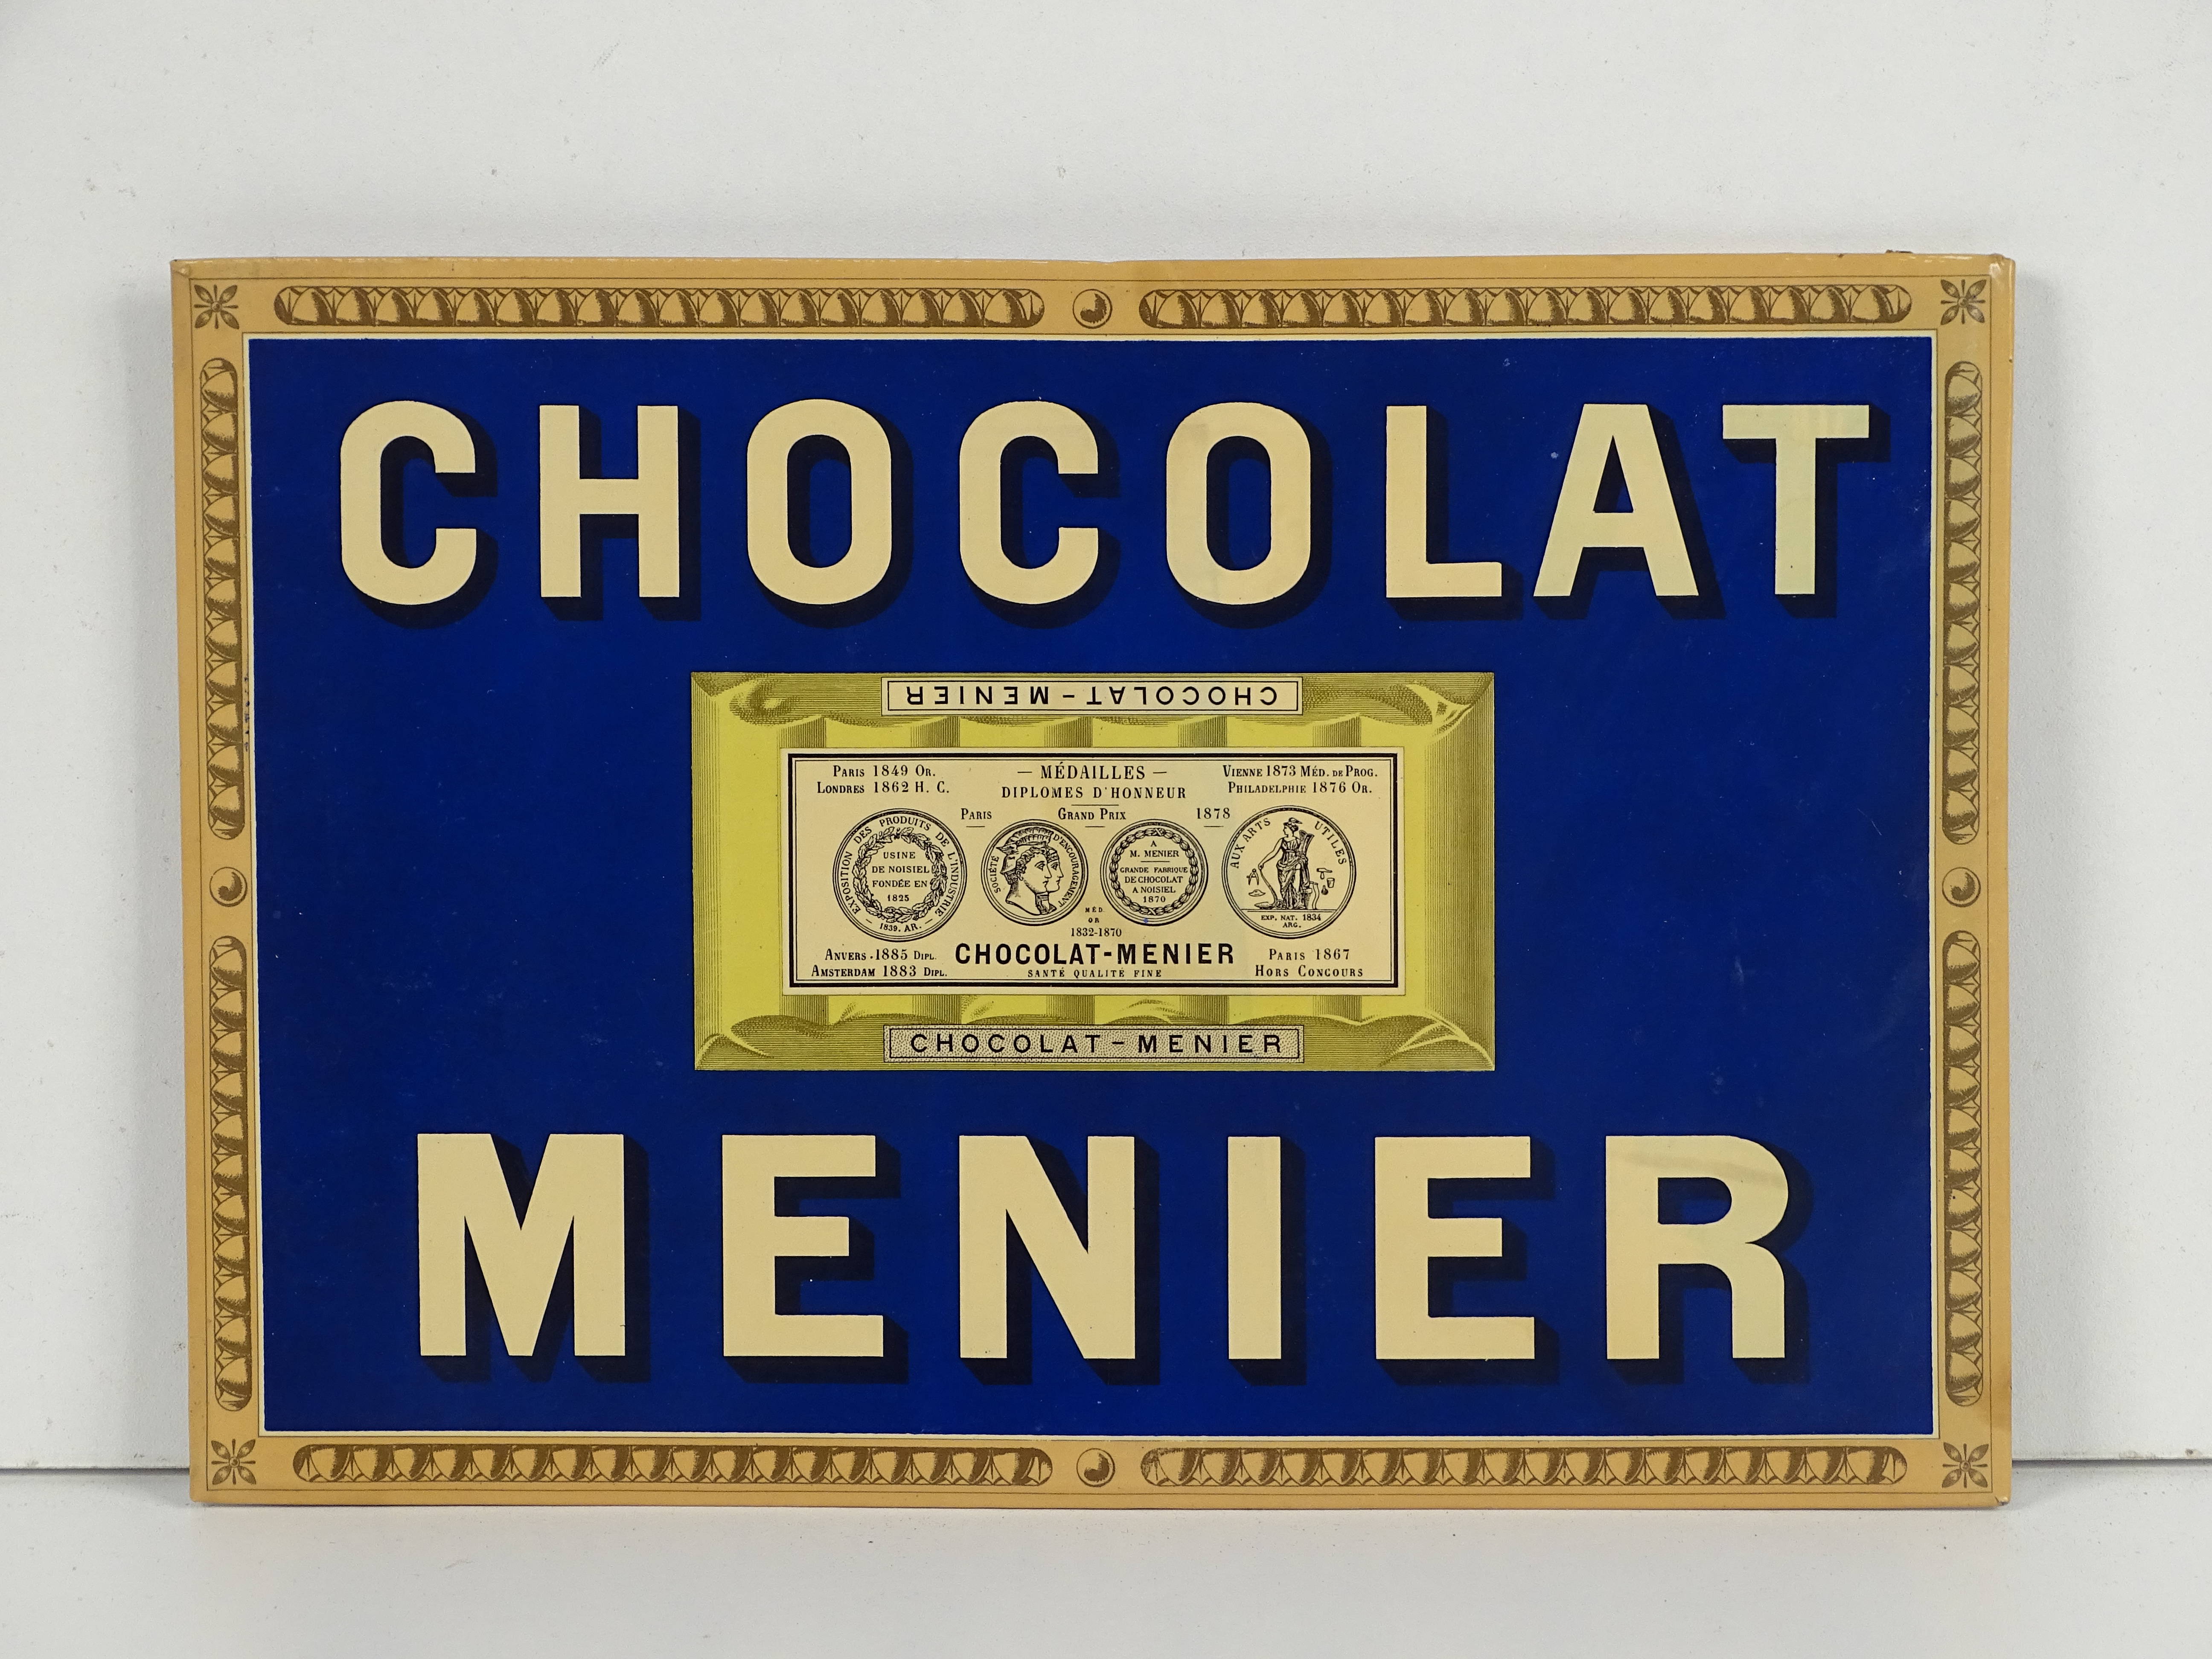 CHOCOLAT
CHOCOLAT-MENIER
PARIS 1849 OR.
LONDRES 1862 H. C.
— MÉDAILLES —
DIPLOMES D'HONNEUR
VIENNE 1873 MÉD. DE PROG.
PHILADELPHIE 1876 OR.
PARIS GRAND PRIX 1878
EXPOSITION DES PRODUITS DE L'INDUSTRIE
USINE
DE NOISIEL
FONDÉE EN
1825
— 1839. AR. —
SOCIÉTÉ D'ENCOURAGEMENT
A
M. MENIER
GRANDE FABRIQUE
DE CHOCOLAT
A NOISIEL
1870
AUX ARTS UTILES
EXP. NAT. 1834
ARG.
MÉD.
OR
1832-1870
ANVERS.1885 DIPL.
AMSTERDAM 1883 DIPL.
CHOCOLAT-MENIER
SANTÉ QUALITÉ FINE
PARIS 1867
HORS CONCOURS
CHOCOLAT-MENIER
MENIER